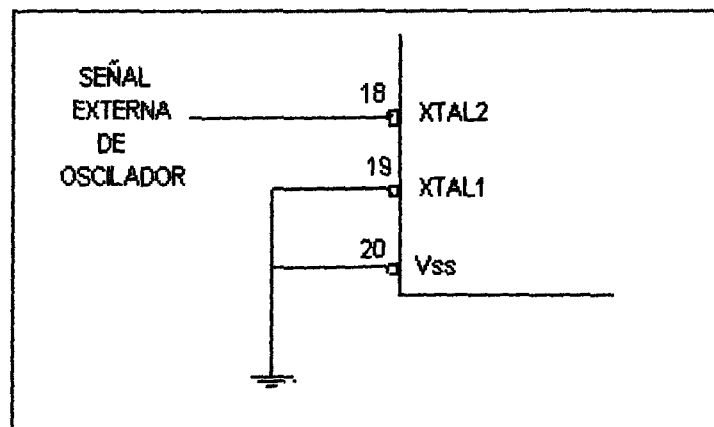 SEÑAL
EXTERNA
DE
OSCILADOR
18
XTAL2
19
XTAL1
20
Vss